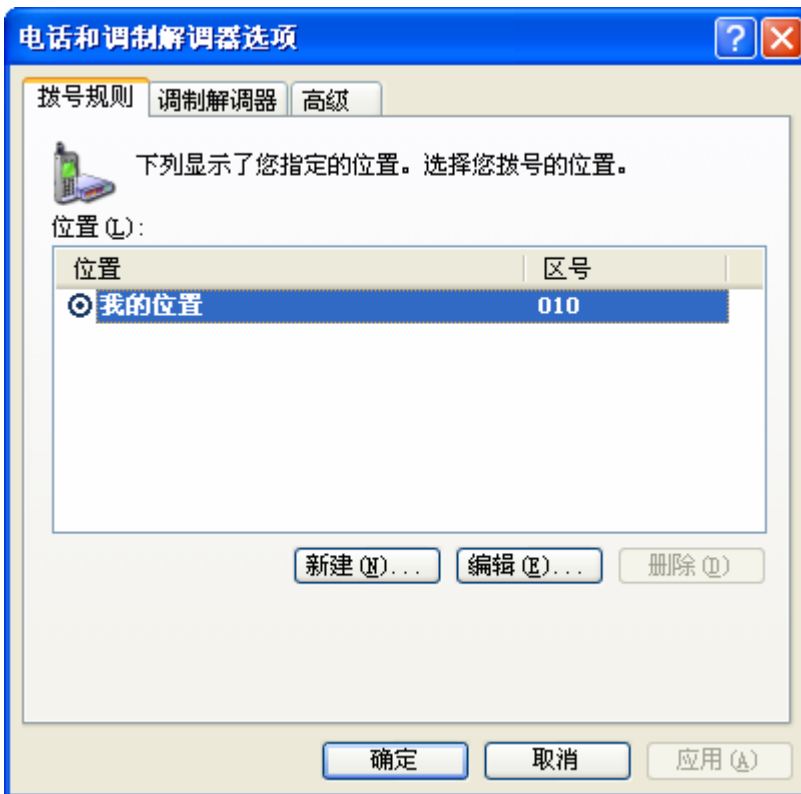 电话和调制解调器选项
拨号规则 调制解调器 高级
下列显示了您指定的位置。选择您拨号的位置。
位置(L):
位置 区号
我的位置 010
新建(N)... 编辑(E)... 删除(D)
确定 取消 应用(A)